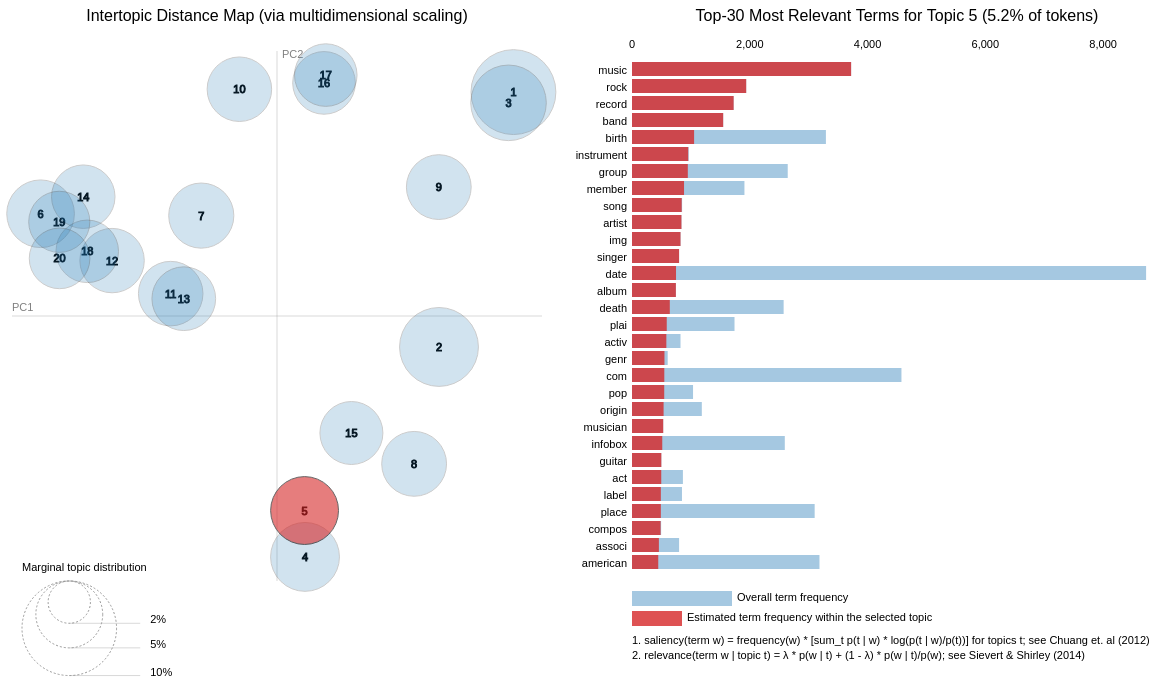 Intertopic Distance Map (via multidimensional scaling)
PC2
PC1
17
16
10
1
3
9
14
6
19
7
18
20
12
11
13
2
15
8
5
4
Marginal topic distribution
2%
5%
10%
Top-30 Most Relevant Terms for Topic 5 (5.2% of tokens)
0 2,000 4,000 6,000 8,000
music
rock
record
band
birth
instrument
group
member
song
artist
img
singer
date
album
death
plai
activ
genr
com
pop
origin
musician
infobox
guitar
act
label
place
compos
associ
american
Overall term frequency
Estimated term frequency within the selected topic
1. saliency(term w) = frequency(w) * [sum_t p(t | w) * log(p(t | w)/p(t))] for topics t; see Chuang et. al (2012)
2. relevance(term w | topic t) = λ * p(w | t) + (1 - λ) * p(w | t)/p(w); see Sievert & Shirley (2014)